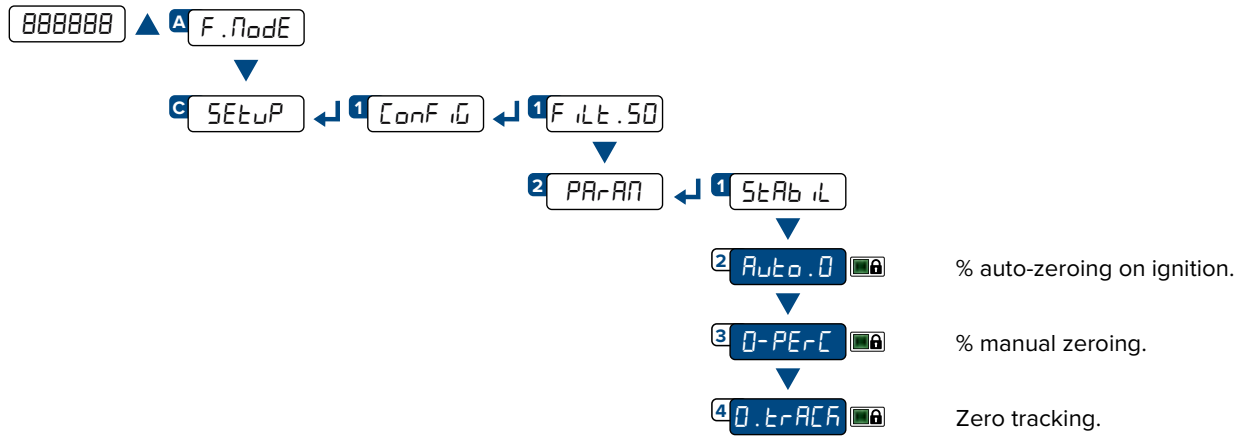 888888 A F.ModE
C SEtuP 1 ConFiG 1 FiLt.50
2 PArAM 1 StAbiL
2 Auto.0 % auto-zeroing on ignition.
3 0-PErC % manual zeroing.
4 0.trACK Zero tracking.